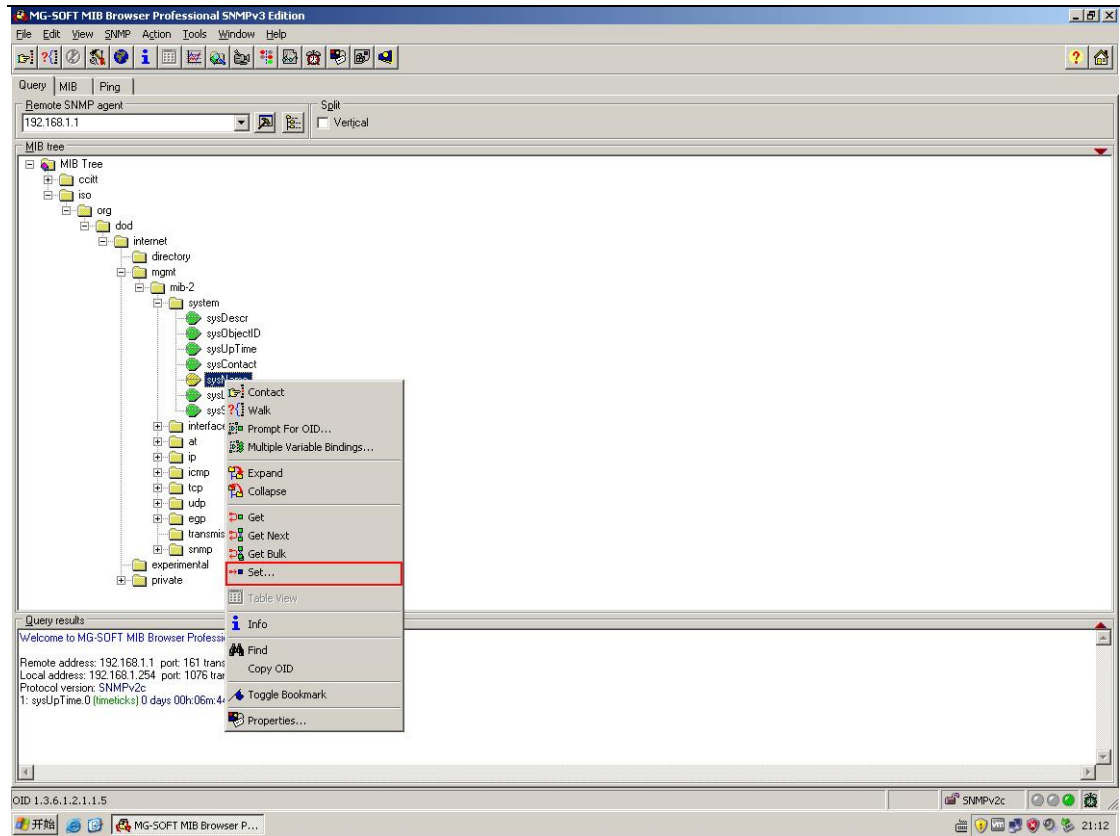 MG-SOFT MIB Browser Professional SNMPv3 Edition
File Edit View SNMP Action Tools Window Help
Query MIB Ping
Remote SNMP agent
Split
192.168.1.1
Vertical
MIB tree
MIB Tree
ccitt
iso
org
dod
internet
directory
mgmt
mib-2
system
sysDescr
sysObjectID
sysUpTime
sysContact
Contact
Walk
interface
Prompt For OID...
at
Multiple Variable Bindings...
ip
icmp
Expand
tcp
Collapse
udp
egp
Get
transmis
Get Next
snmp
Get Bulk
experimental
Set...
private
Table View
Info
Find
Copy OID
Toggle Bookmark
Properties...
Query results
Welcome to MG-SOFT MIB Browser Professi
Remote address: 192.168.1.1 port: 161 trans
Local address: 192.168.1.254 port: 1076 tra
Protocol version: SNMPv2c
1: sysUpTime.0 (timeticks) 0 days 00h:06m:4
OID 1.3.6.1.2.1.1.5
SNMPv2c
开始 MG-SOFT MIB Browser P... 21:12